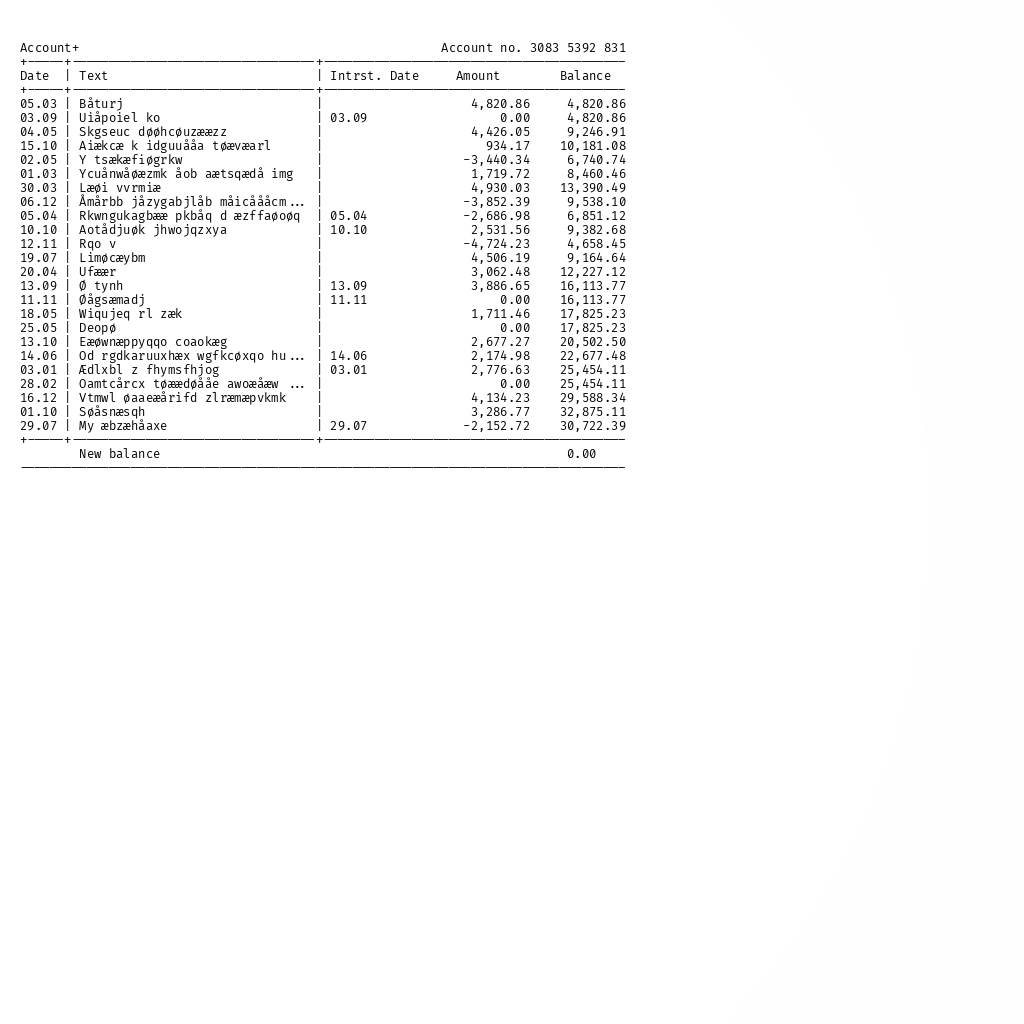 Account+ Account no. 3083 5392 831
Date | Text | Intrst. Date Amount Balance
05.03 | Båturj | 4,820.86 4,820.86
03.09 | Uiåpoiel ko | 03.09 0.00 4,820.86
04.05 | Skgseuc døøhcøuzææzz | 4,426.05 9,246.91
15.10 | Aiækcæ k idguuååa tøævæarl | 934.17 10,181.08
02.05 | Y tsækæfiøgrkw | -3,440.34 6,740.74
01.03 | Ycuånwåøæzmk åob aætsqædå img | 1,719.72 8,460.46
30.03 | Læøi vvrmiæ | 4,930.03 13,390.49
06.12 | Åmårbb jåzygabjlåb måicåååcm... | -3,852.39 9,538.10
05.04 | Rkwngukagbææ pkbåq d æzffaøoøq | 05.04 -2,686.98 6,851.12
10.10 | Aotådjuøk jhwojqzxya | 10.10 2,531.56 9,382.68
12.11 | Rqo v | -4,724.23 4,658.45
19.07 | Limøcæybm | 4,506.19 9,164.64
20.04 | Ufæær | 3,062.48 12,227.12
13.09 | Ø tynh | 13.09 3,886.65 16,113.77
11.11 | Øågsæmadj | 11.11 0.00 16,113.77
18.05 | Wiqujeq rl zæk | 1,711.46 17,825.23
25.05 | Deopø | 0.00 17,825.23
13.10 | Eæøwnæppyqqo coaokæg | 2,677.27 20,502.50
14.06 | Od rgdkaruuxhæx wgfkcøxqo hu... | 14.06 2,174.98 22,677.48
03.01 | Ædlxbl z fhymsfhjog | 03.01 2,776.63 25,454.11
28.02 | Oamtcårcx tøæædøååe awoæåæw ... | 0.00 25,454.11
16.12 | Vtmwl øaaeæårifd zlræmæpvkmk | 4,134.23 29,588.34
01.10 | Søåsnæsqh | 3,286.77 32,875.11
29.07 | My æbzæhåaxe | 29.07 -2,152.72 30,722.39
New balance 0.00